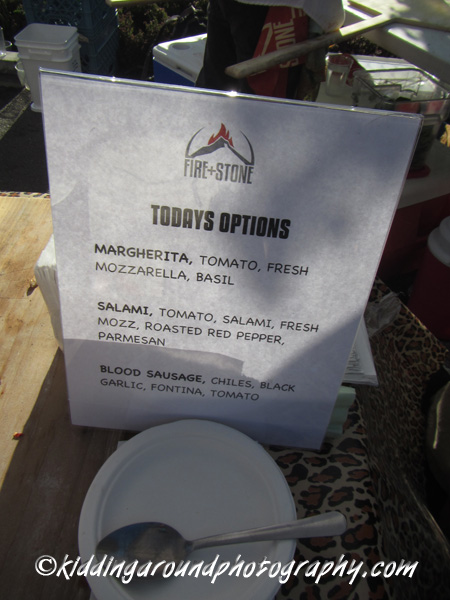 STONE
FIRE+STONE
TODAYS OPTIONS
MARGHERITA, TOMATO, FRESH
MOZZARELLA, BASIL
SALAMI, TOMATO, SALAMI, FRESH
MOZZ, ROASTED RED PEPPER,
PARMESAN
BLOOD SAUSAGE, CHILES, BLACK
GARLIC, FONTINA, TOMATO
©kiddingaroundphotography.com